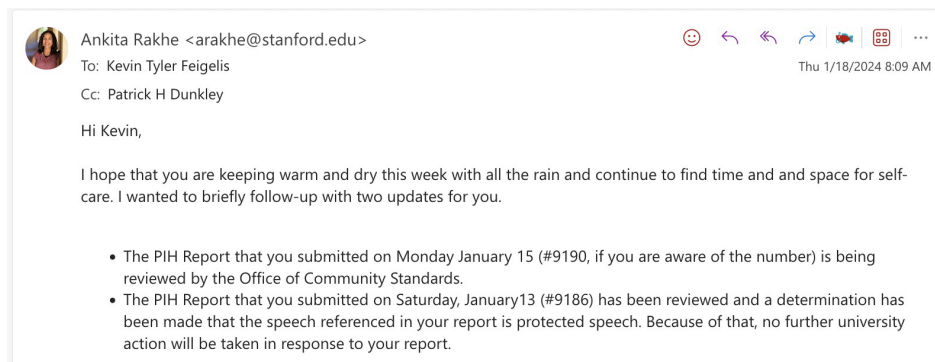 Ankita Rakhe <arakhe@stanford.edu>
To: Kevin Tyler Feigelis
Thu 1/18/2024 8:09 AM
Cc: Patrick H Dunkley
Hi Kevin,
I hope that you are keeping warm and dry this week with all the rain and continue to find time and and space for self-
care. I wanted to briefly follow-up with two updates for you.
• The PIH Report that you submitted on Monday January 15 (#9190, if you are aware of the number) is being
reviewed by the Office of Community Standards.
• The PIH Report that you submitted on Saturday, January13 (#9186) has been reviewed and a determination has
been made that the speech referenced in your report is protected speech. Because of that, no further university
action will be taken in response to your report.